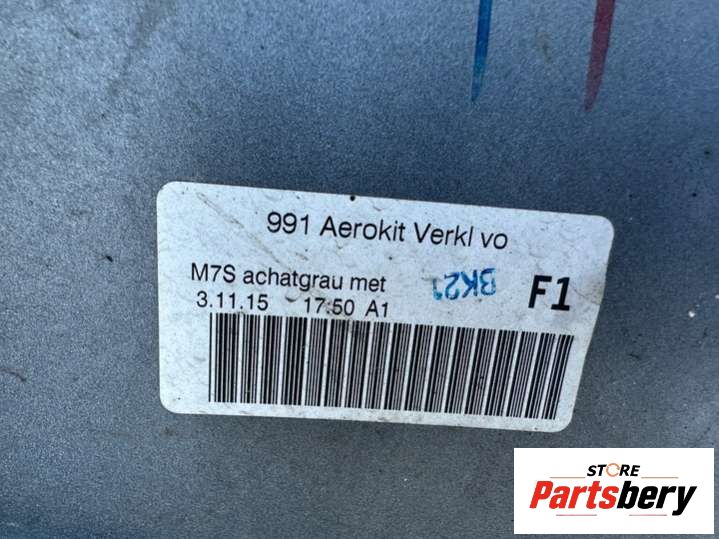 991 Aerokit Verkl vo
M7S achatgrau met BK21 F1
3.11.15 17:50 A1
STORE
Partsbery